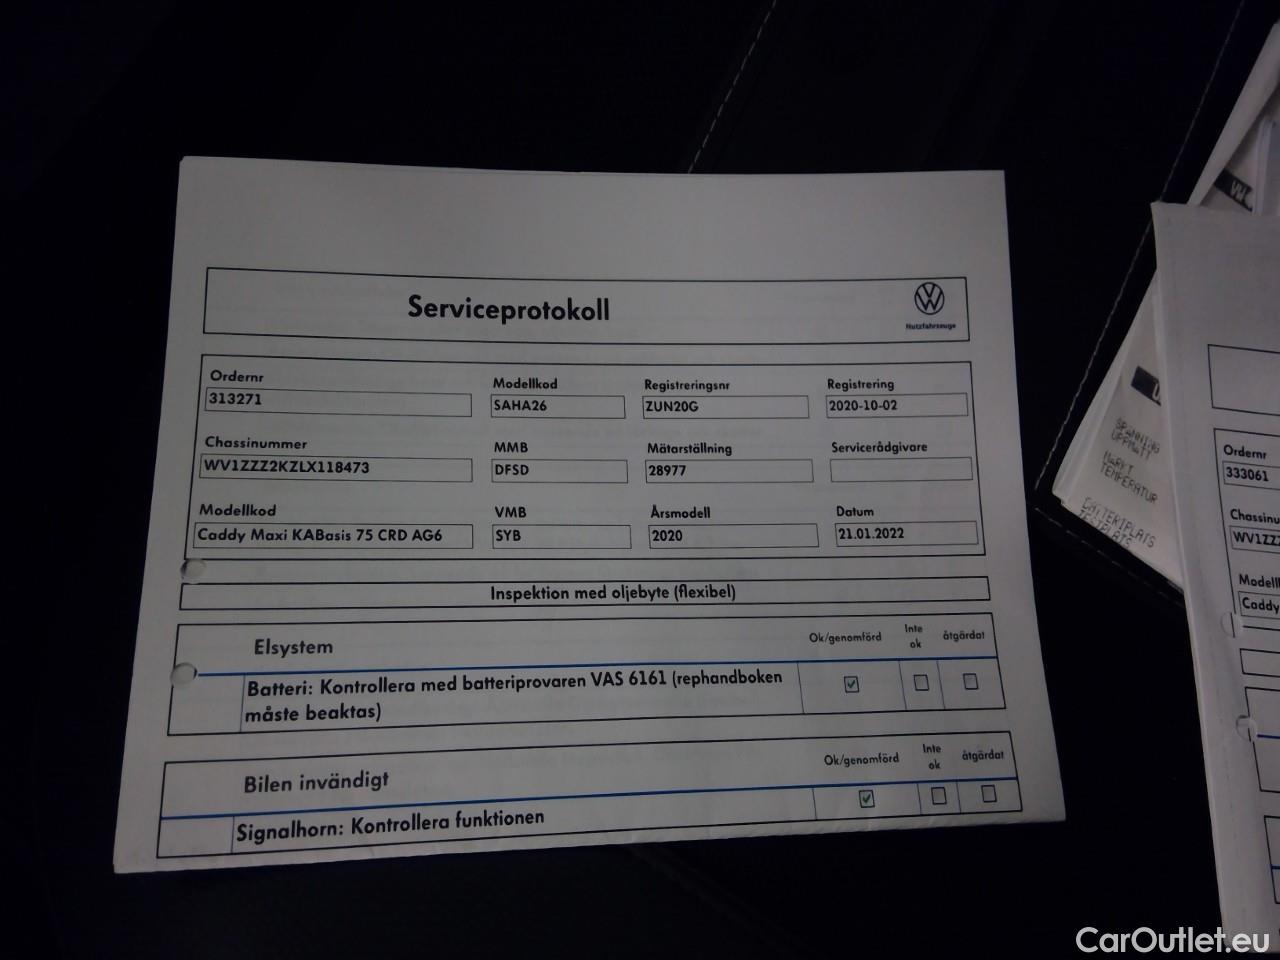 Serviceprotokoll
Nutzfahrzeuge
Ordernr
Modellkod
Registreringsnr
Registrering
313271
SAHA26
ZUN20G
2020-10-02
Chassinummer
MMB
Mätarställning
Servicerådgivare
WV1ZZZ2KZLX118473
DFSD
28977
Modellkod
VMB
Årsmodell
Datum
Caddy Maxi KABasis 75 CRD AG6
SYB
2020
21.01.2022
Inspektion med oljebyte (flexibel)
Elsystem
Ok/genomförd
Inte
ok
åtgärdat
Batteri: Kontrollera med batteriprovaren VAS 6161 (rephandboken
måste beaktas)
Bilen invändigt
Ok/genomförd
Inte
ok
åtgärdat
Signalhorn: Kontrollera funktionen
SPÄNNING
UPPMÄTT
TEMPERATUR
Ordernr
333061
Caddy
CarOutlet.eu